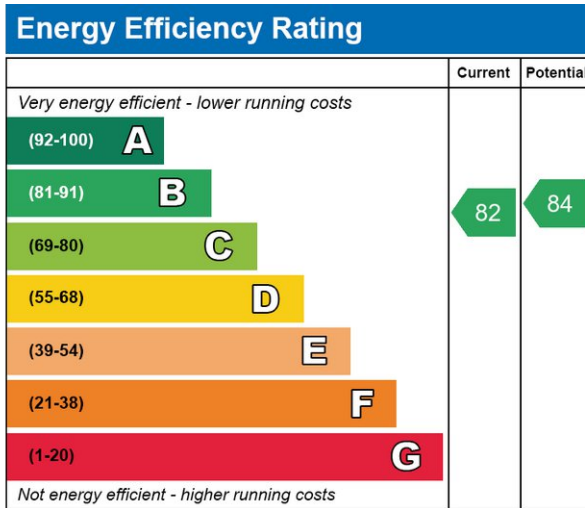 Energy Efficiency Rating
Current Potential
Very energy efficient - lower running costs
(92-100) A
(81-91) B
82 84
(69-80) C
(55-68) D
(39-54) E
(21-38) F
(1-20) G
Not energy efficient - higher running costs